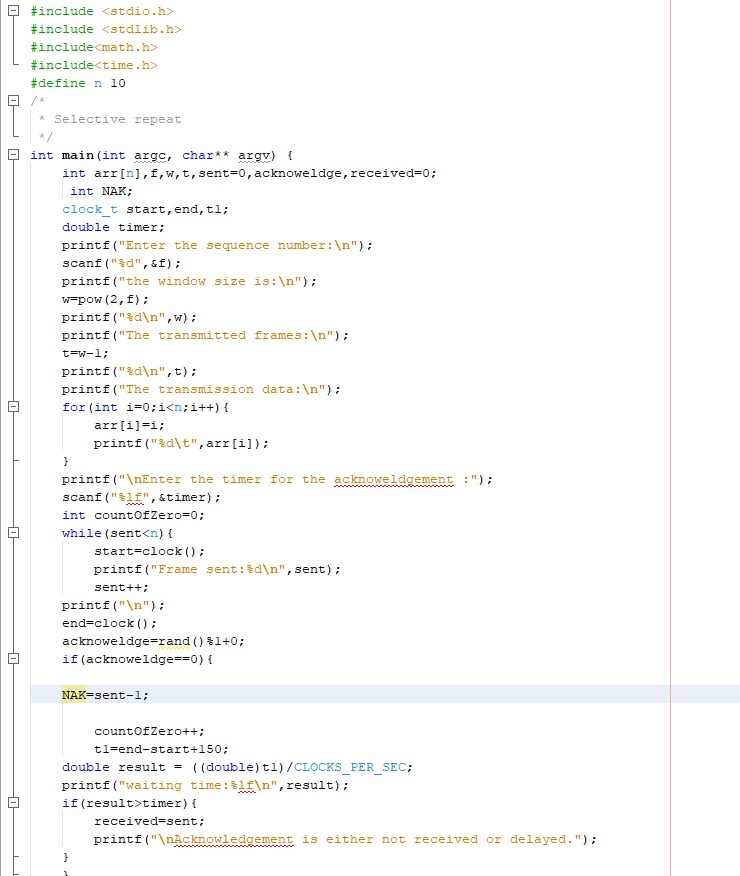 #include <stdio.h>
#include <stdlib.h>
#include<math.h>
#include<time.h>
#define n 10
/*
 * Selective repeat
 */
int main(int argc, char** argv) {
    int arr[n],f,w,t,sent=0,acknoweldge,received=0;
     int NAK;
    clock_t start,end,t1;
    double timer;
    printf("Enter the sequence number:\n");
    scanf("%d",&f);
    printf("the window size is:\n");
    w=pow(2,f);
    printf("%d\n",w);
    printf("The transmitted frames:\n");
    t=w-1;
    printf("%d\n",t);
    printf("The transmission data:\n");
    for(int i=0;i<n;i++){
        arr[i]=i;
        printf("%d\t",arr[i]);
    }
    printf("\nEnter the timer for the acknoweldgement :");
    scanf("%lf",&timer);
    int countOfZero=0;
    while(sent<n){
        start=clock();
        printf("Frame sent:%d\n",sent);
        sent++;
    printf("\n");
    end=clock();
    acknoweldge=rand()%1+0;
    if(acknoweldge==0){
    NAK=sent-1;
        countOfZero++;
        t1=end-start+150;
    double result = ((double)t1)/CLOCKS_PER_SEC;
    printf("waiting time:%lf\n",result);
    if(result>timer){
        received=sent;
        printf("\nAcknowledgement is either not received or delayed.");
    }
    }